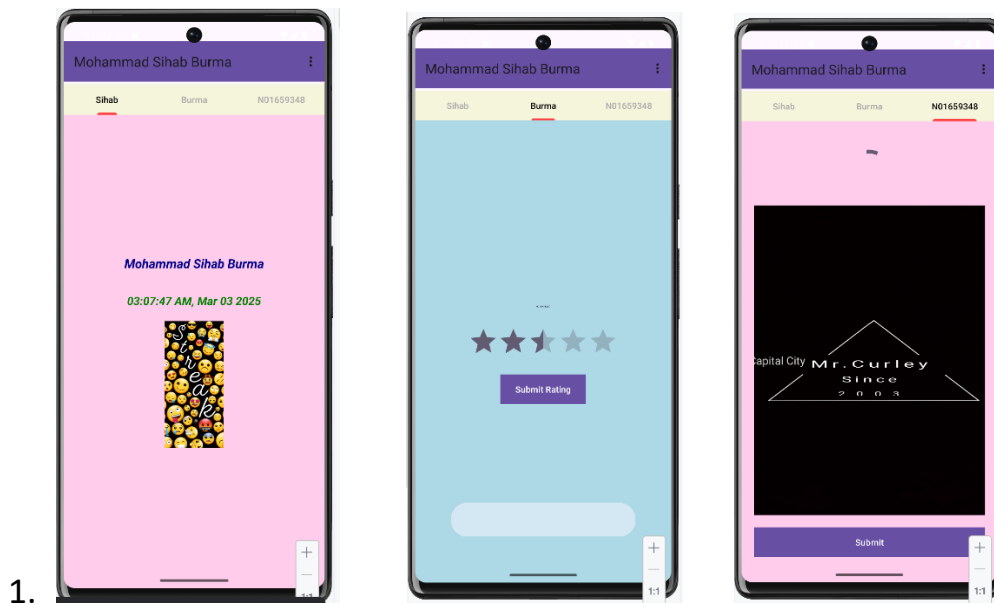 Mohammad Sihab Burma
Sihab Burma N01659348
Mohammad Sihab Burma
03:07:47 AM, Mar 03 2025
Streak
+
1:1
Mohammad Sihab Burma
Sihab Burma N01659348
Submit Rating
+
1:1
Mohammad Sihab Burma
Sihab Burma N01659348
Capital City
Mr. Curley
Since
2003
Submit
+
1:1
1.